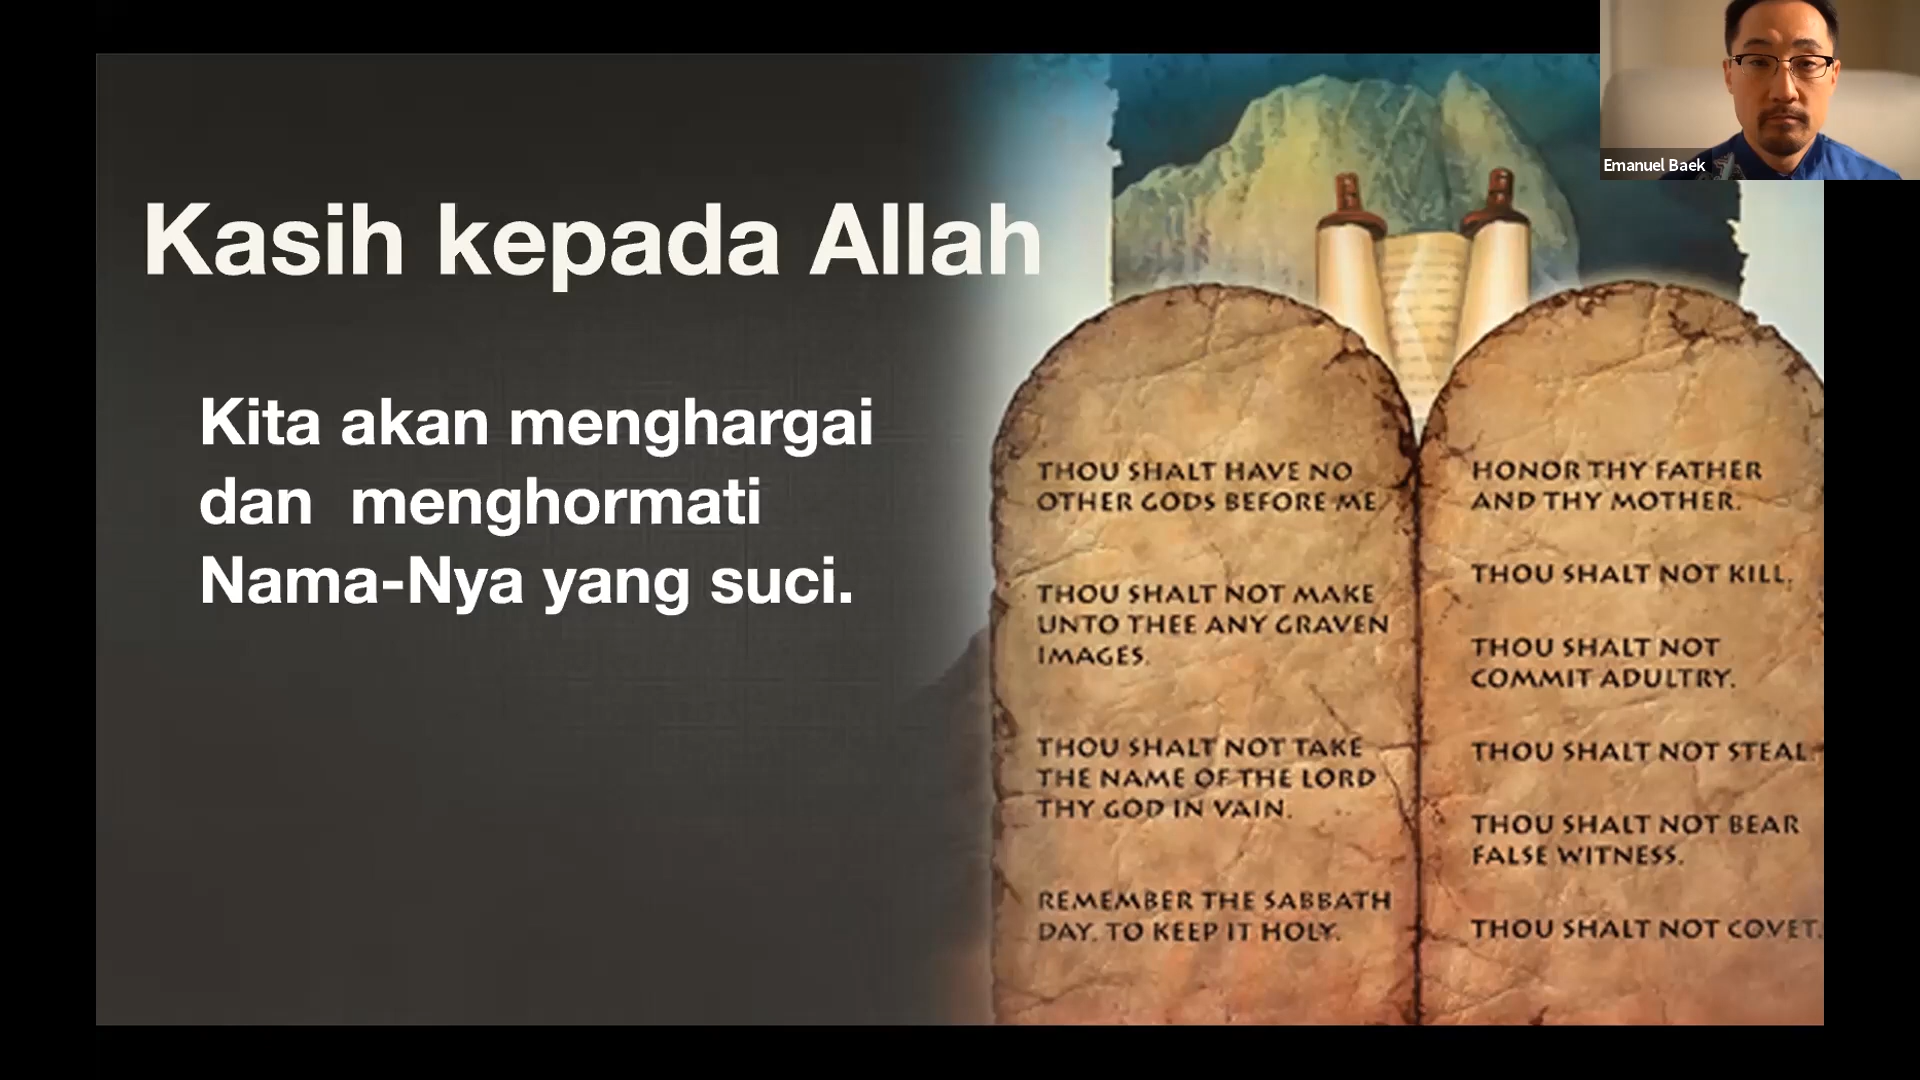 Kasih kepada Allah
Kita akan menghargai
dan menghormati
Nama-Nya yang suci.
THOU SHALT HAVE NO
OTHER GODS BEFORE ME.
THOU SHALT NOT MAKE
UNTO THEE ANY GRAVEN
IMAGES.
THOU SHALT NOT TAKE
THE NAME OF THE LORD
THY GOD IN VAIN.
REMEMBER THE SABBATH
DAY, TO KEEP IT HOLY.
HONOR THY FATHER
AND THY MOTHER.
THOU SHALT NOT KILL.
THOU SHALT NOT
COMMIT ADULTRY.
THOU SHALT NOT STEAL.
THOU SHALT NOT BEAR
FALSE WITNESS.
THOU SHALT NOT COVET.
Emanuel Baek